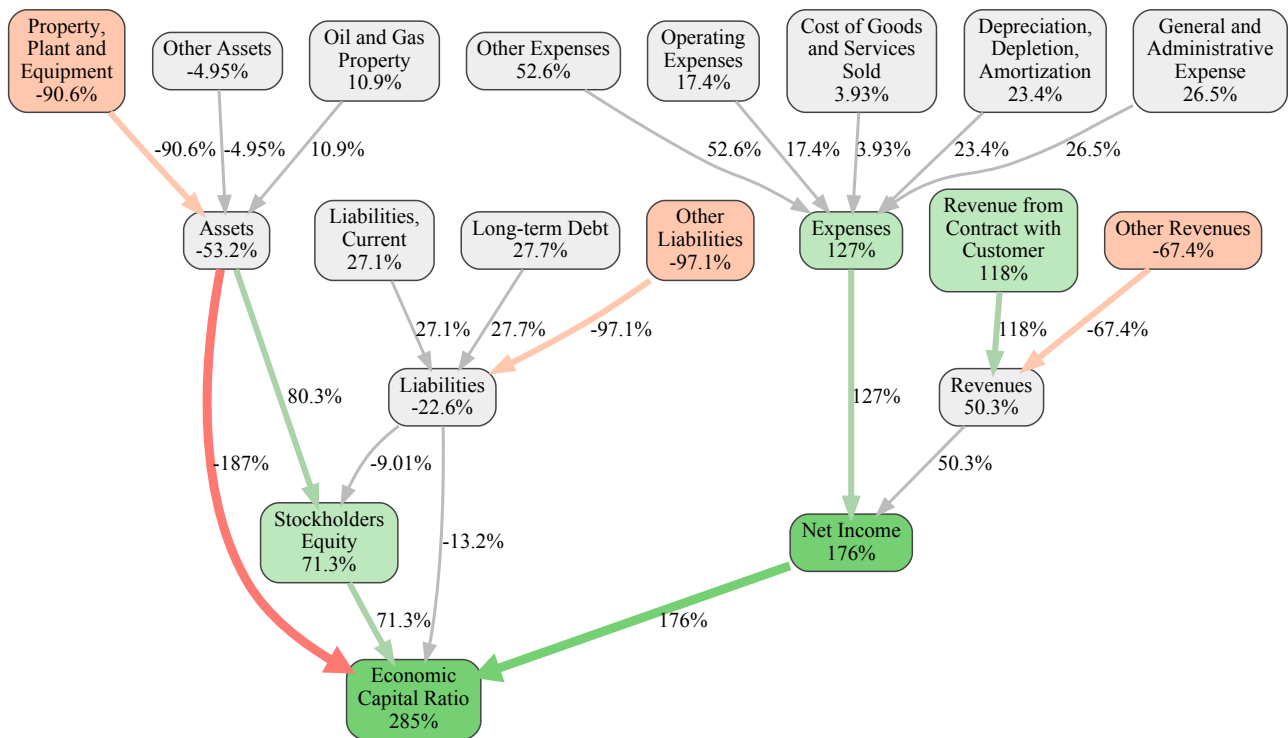 Property,
Plant and
Equipment
-90.6%
Other Assets
-4.95%
Oil and Gas
Property
10.9%
Other Expenses
52.6%
Operating
Expenses
17.4%
Cost of Goods
and Services
Sold
3.93%
Depreciation,
Depletion,
Amortization
23.4%
General and
Administrative
Expense
26.5%
-90.6%
-4.95%
10.9%
52.6%
17.4%
3.93%
23.4%
26.5%
Assets
-53.2%
Liabilities,
Current
27.1%
Long-term Debt
27.7%
Other
Liabilities
-97.1%
Expenses
127%
Revenue from
Contract with
Customer
118%
Other Revenues
-67.4%
27.1%
27.7%
-97.1%
118%
-67.4%
80.3%
Liabilities
-22.6%
127%
Revenues
50.3%
-187%
-9.01%
50.3%
Stockholders
Equity
71.3%
-13.2%
Net Income
176%
71.3%
176%
Economic
Capital Ratio
285%